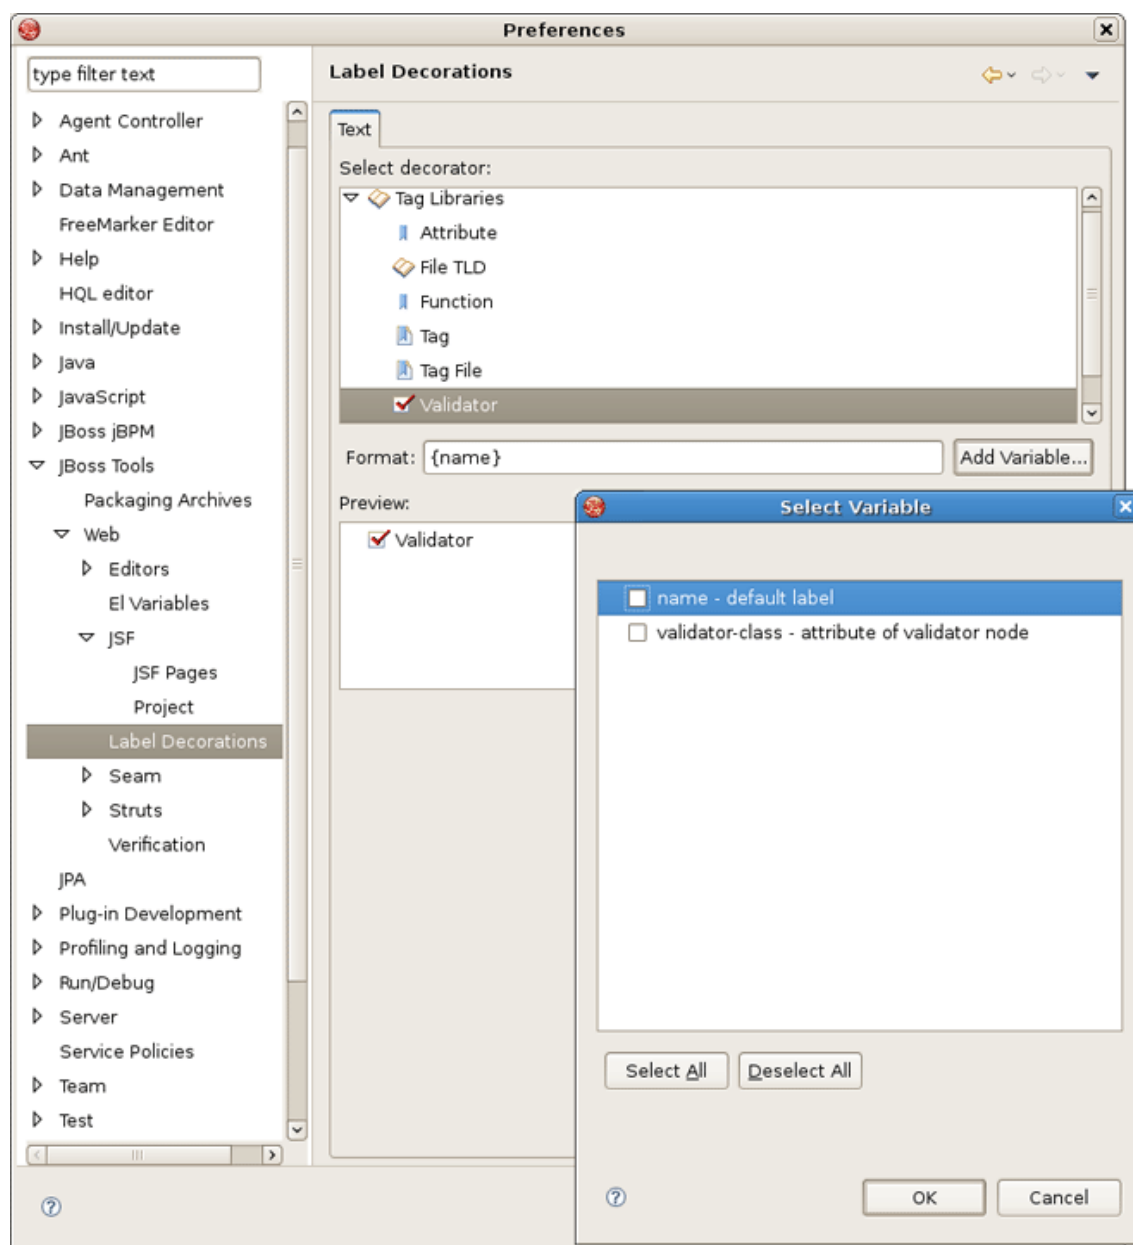 Preferences
type filter text
Agent Controller
Ant
Data Management
FreeMarker Editor
Help
HQL editor
Install/Update
Java
JavaScript
JBoss jBPM
JBoss Tools
Packaging Archives
Web
Editors
El Variables
JSF
JSF Pages
Project
Label Decorations
Seam
Struts
Verification
JPA
Plug-in Development
Profiling and Logging
Run/Debug
Server
Service Policies
Team
Test
Label Decorations
Text
Select decorator:
Tag Libraries
Attribute
File TLD
Function
Tag
Tag File
Validator
Format: {name} Add Variable...
Preview:
Validator
Select Variable
name - default label
validator-class - attribute of validator node
Select All Deselect All
OK Cancel